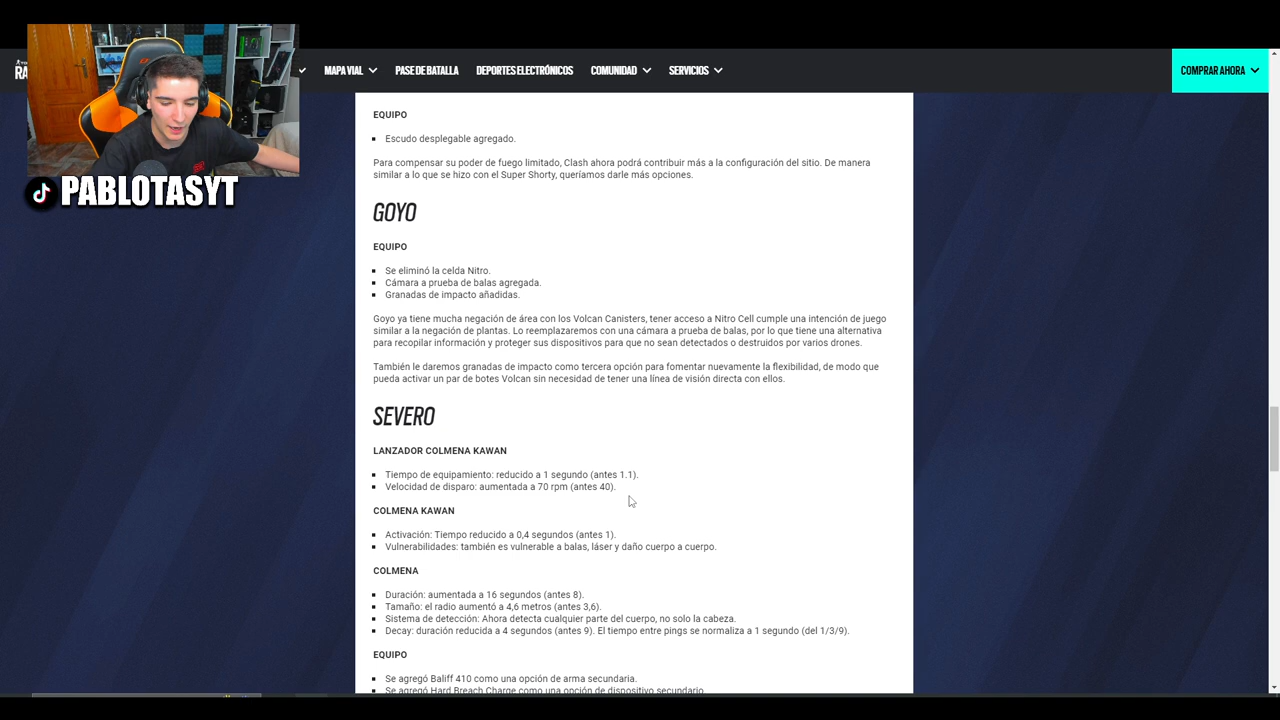 RA
MAPA VIAL
PASE DE BATALLA
DEPORTES ELECTRÓNICOS
COMUNIDAD
SERVICIOS
COMPRAR AHORA
PABLOTASYT
EQUIPO
Escudo desplegable agregado.
Para compensar su poder de fuego limitado, Clash ahora podrá contribuir más a la configuración del sitio. De manera
similar a lo que se hizo con el Super Shorty, queríamos darle más opciones.
GOYO
EQUIPO
Se eliminó la celda Nitro.
Cámara a prueba de balas agregada.
Granadas de impacto añadidas.
Goyo ya tiene mucha negación de área con los Volcan Canisters, tener acceso a Nitro Cell cumple una intención de juego
similar a la negación de plantas. Lo reemplazaremos con una cámara a prueba de balas, por lo que tiene una alternativa
para recopilar información y proteger sus dispositivos para que no sean detectados o destruidos por varios drones.
También le daremos granadas de impacto como tercera opción para fomentar nuevamente la flexibilidad, de modo que
pueda activar un par de botes Volcan sin necesidad de tener una línea de visión directa con ellos.
SEVERO
LANZADOR COLMENA KAWAN
Tiempo de equipamiento: reducido a 1 segundo (antes 1.1).
Velocidad de disparo: aumentada a 70 rpm (antes 40).
COLMENA KAWAN
Activación: Tiempo reducido a 0,4 segundos (antes 1).
Vulnerabilidades: también es vulnerable a balas, láser y daño cuerpo a cuerpo.
COLMENA
Duración: aumentada a 16 segundos (antes 8).
Tamaño: el radio aumentó a 4,6 metros (antes 3,6).
Sistema de detección: Ahora detecta cualquier parte del cuerpo, no solo la cabeza.
Decay: duración reducida a 4 segundos (antes 9). El tiempo entre pings se normaliza a 1 segundo (del 1/3/9).
EQUIPO
Se agregó Baliff 410 como una opción de arma secundaria.
Se agregó Hard Breach Charge como una opción de dispositivo secundario.